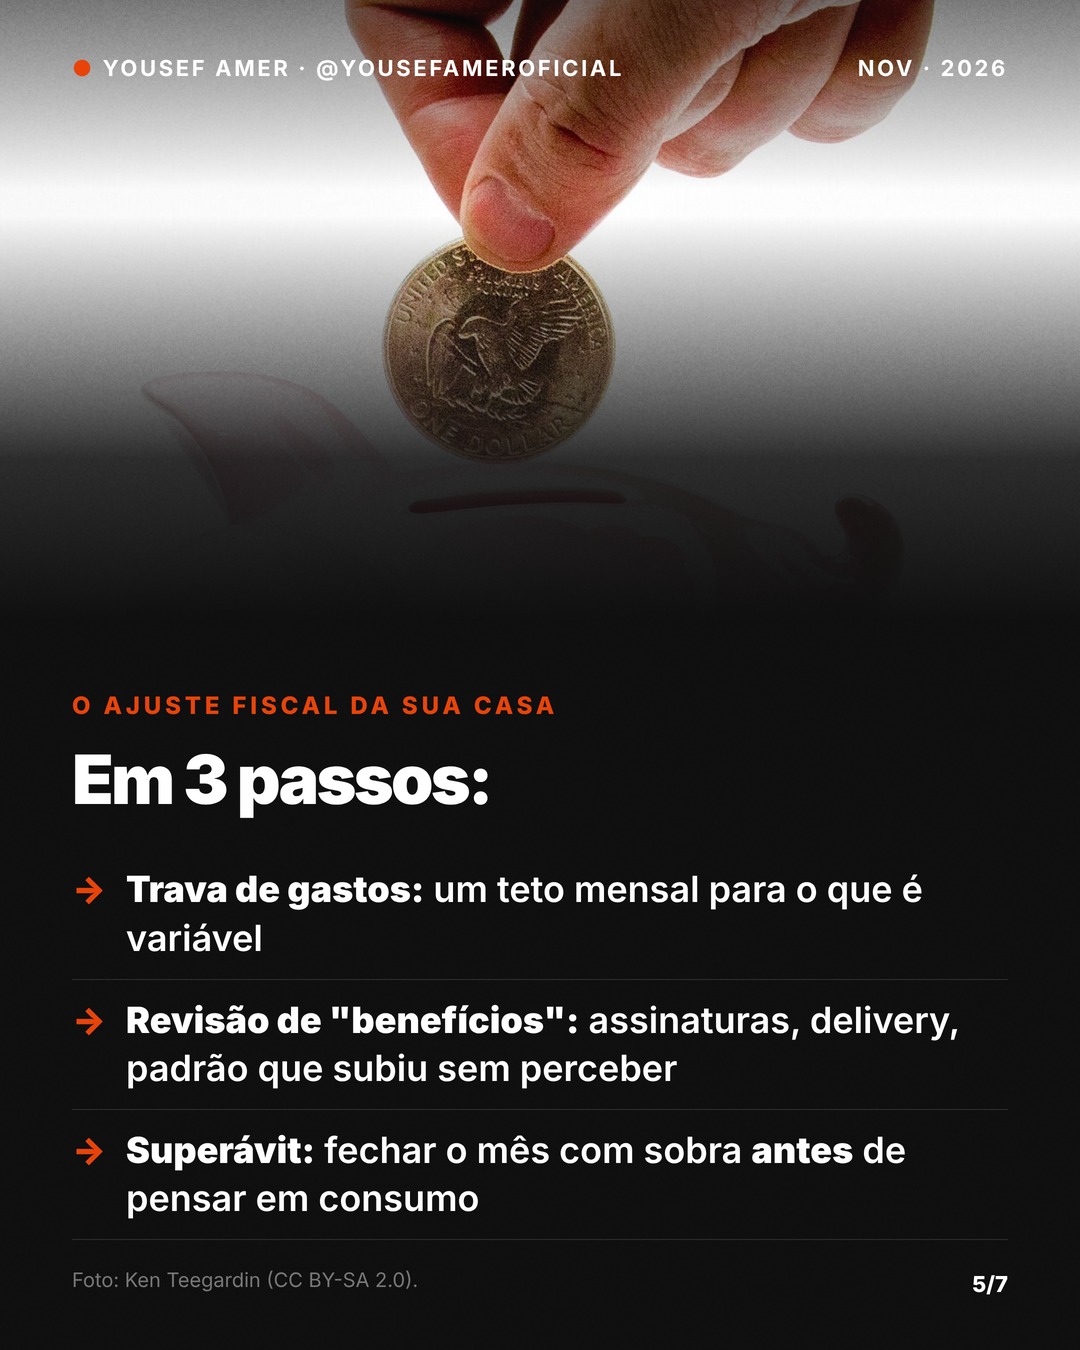 YOUSEF AMER · @YOUSEFAMEROFICIAL
NOV · 2026
UNITED ST
AMERICA
ONE DOLLAR
O AJUSTE FISCAL DA SUA CASA
Em 3 passos:
→ Trava de gastos: um teto mensal para o que é
variável
→ Revisão de "benefícios": assinaturas, delivery,
padrão que subiu sem perceber
→ Superávit: fechar o mês com sobra antes de
pensar em consumo
Foto: Ken Teegardin (CC BY-SA 2.0).
5/7